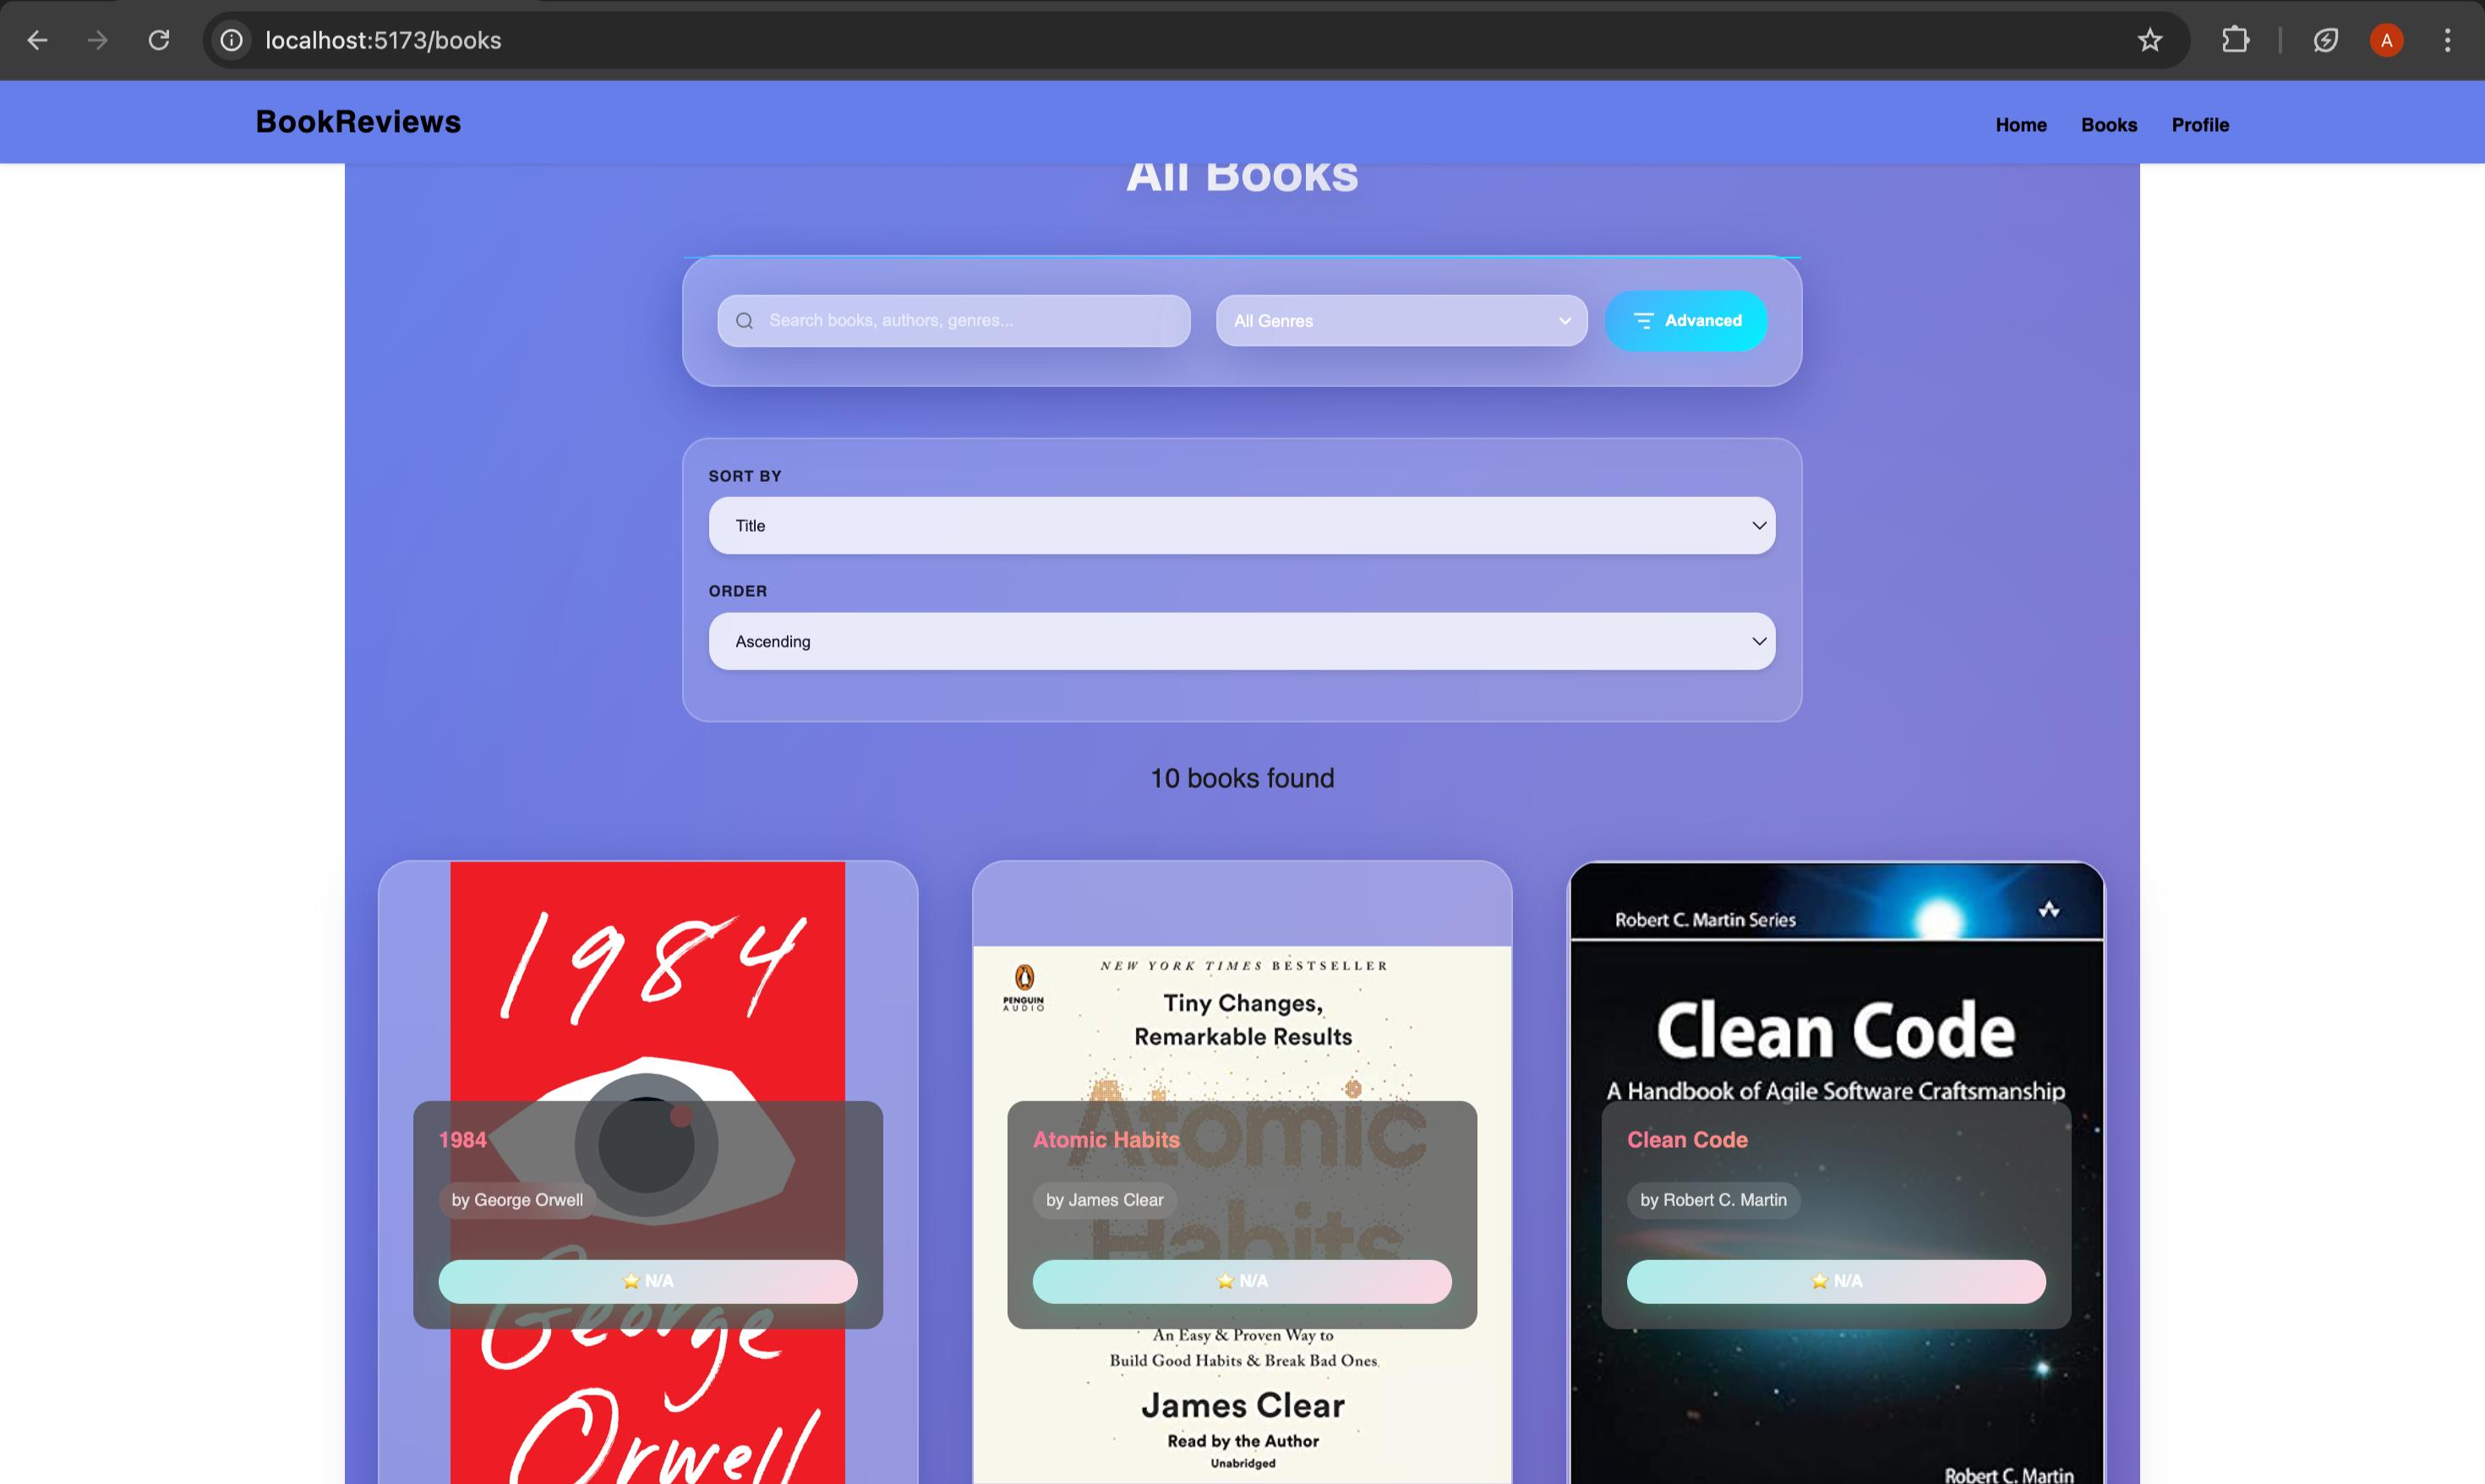 localhost:5173/books
A
BookReviews
Home Books Profile
All Books
Search books, authors, genres...
All Genres
Advanced
SORT BY
Title
ORDER
Ascending
10 books found
1984
1984
by George Orwell
⭐ N/A
George
Orwell
NEW YORK TIMES BESTSELLER
PENGUIN
AUDIO
Tiny Changes,
Remarkable Results
Atomic
Habits
Atomic Habits
by James Clear
⭐ N/A
An Easy & Proven Way to
Build Good Habits & Break Bad Ones
James Clear
Read by the Author
Unabridged
Robert C. Martin Series
Clean Code
A Handbook of Agile Software Craftsmanship
Clean Code
by Robert C. Martin
⭐ N/A
Robert C. Martin